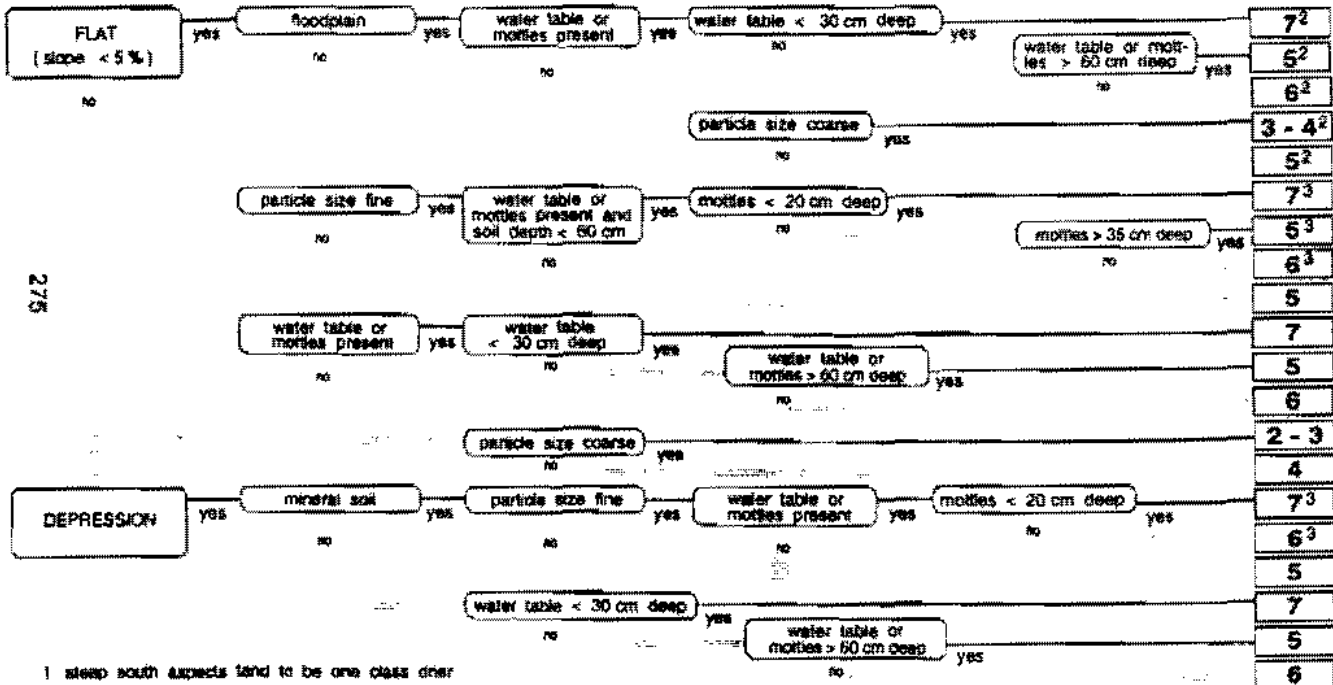 FLAT
( slope < 5 % )
yes
no
floodplain
yes
no
water table or
mottles present
yes
no
water table < 30 cm deep
yes
no
7²
water table or mott-
les > 60 cm deep
yes
no
5²
6²
particle size coarse
yes
no
3 - 4²
5²
particle size fine
yes
no
water table or
mottles present and
soil depth < 60 cm
yes
no
mottles < 20 cm deep
yes
no
7³
mottles > 35 cm deep
yes
no
5³
6³
5
275
water table or
mottles present
yes
no
water table
< 30 cm deep
yes
no
7
water table or
mottles > 60 cm deep
yes
no
5
6
particle size coarse
yes
no
2 - 3
4
DEPRESSION
yes
mineral soil
yes
no
particle size fine
yes
no
water table or
mottles present
yes
no
mottles < 20 cm deep
yes
no
7³
6³
5
water table < 30 cm deep
yes
no
7
water table or
mottles > 60 cm deep
yes
no
5
6
1 steep south aspects tend to be one class drier